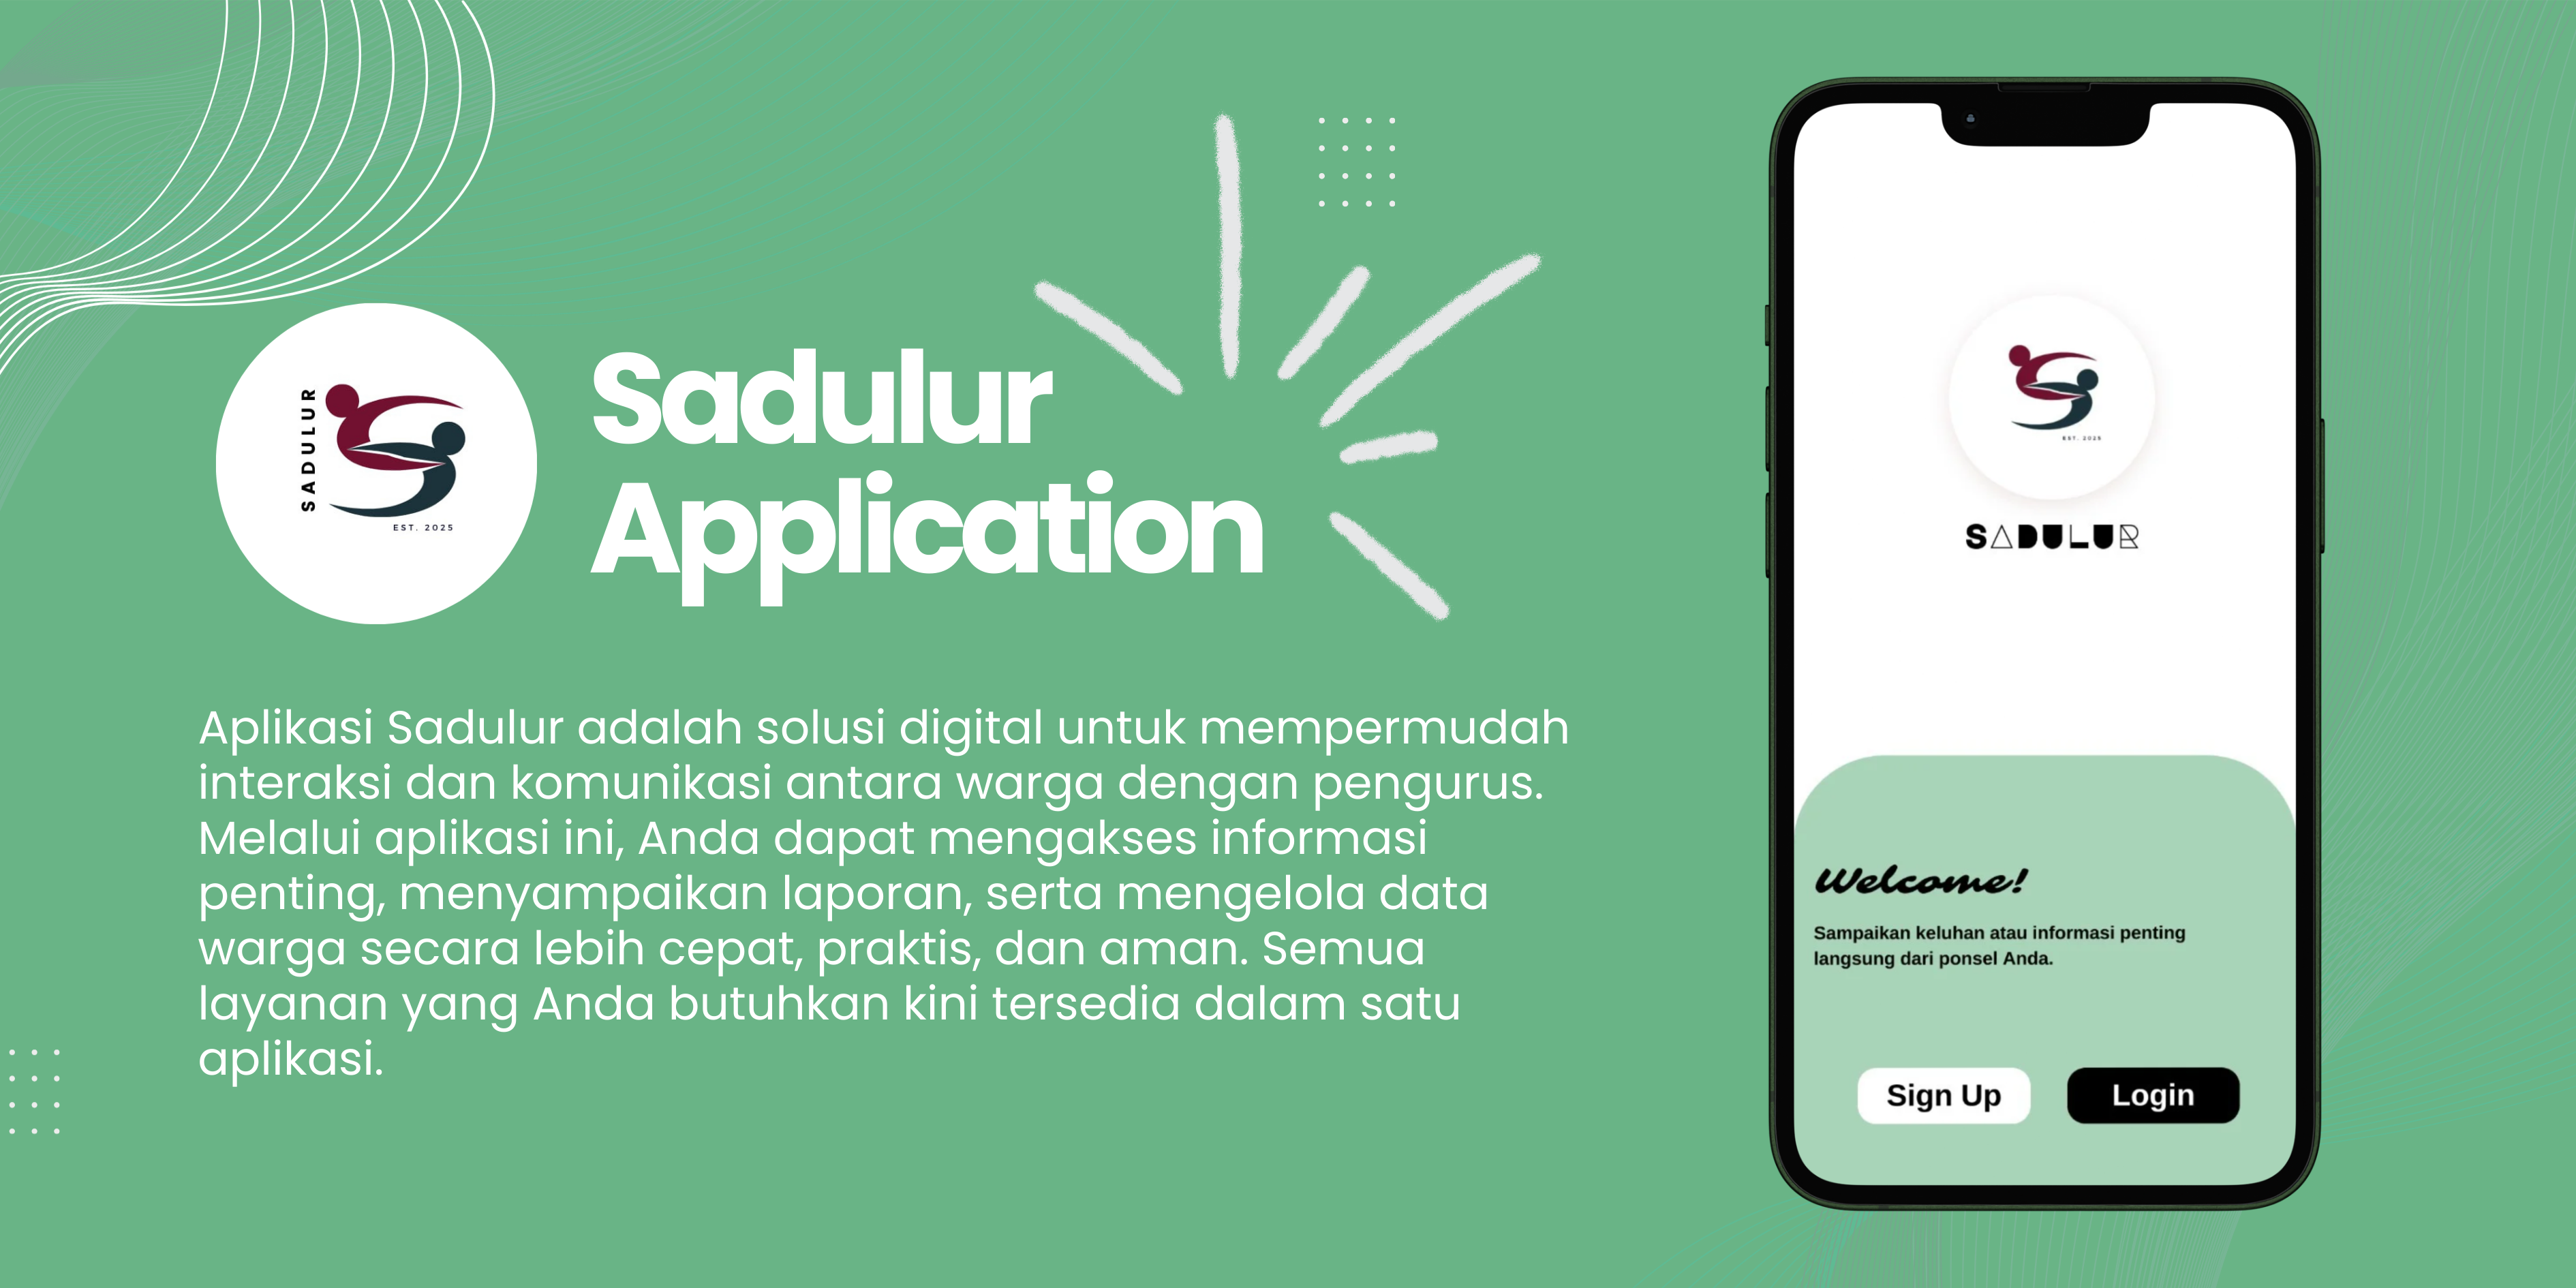 SADULUR
EST. 2025
Sadulur
Application
Aplikasi Sadulur adalah solusi digital untuk mempermudah
interaksi dan komunikasi antara warga dengan pengurus.
Melalui aplikasi ini, Anda dapat mengakses informasi
penting, menyampaikan laporan, serta mengelola data
warga secara lebih cepat, praktis, dan aman. Semua
layanan yang Anda butuhkan kini tersedia dalam satu
aplikasi.
EST. 2025
SADULUR
Welcome!
Sampaikan keluhan atau informasi penting
langsung dari ponsel Anda.
Sign Up
Login